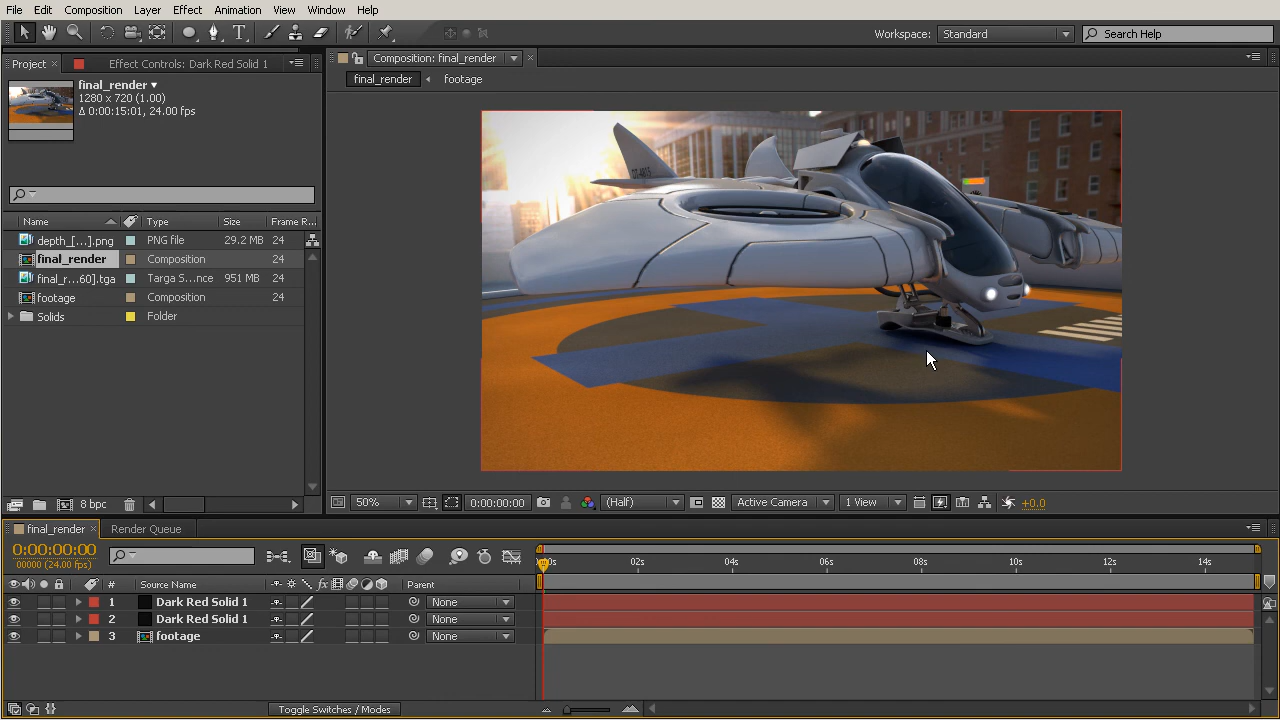 File Edit Composition Layer Effect Animation View Window Help
Workspace: Standard Search Help
Project Effect Controls: Dark Red Solid 1
Composition: final_render
final_render footage
final_render
1280 x 720 (1.00)
Δ 0:00:15:01, 24.00 fps
Name Type Size Frame R...
depth_[...].png PNG file 29.2 MB 24
final_render Composition 24
final_r...60].tga Targa S...nce 951 MB 24
footage Composition 24
Solids Folder
8 bpc
50% 0:00:00:00 (Half) Active Camera 1 View +0.0
final_render Render Queue
0:00:00:00
00000 (24.00 fps)
02s 04s 06s 08s 10s 12s 14s
# Source Name fx Parent
1 Dark Red Solid 1 None
2 Dark Red Solid 1 None
3 footage None
Toggle Switches / Modes